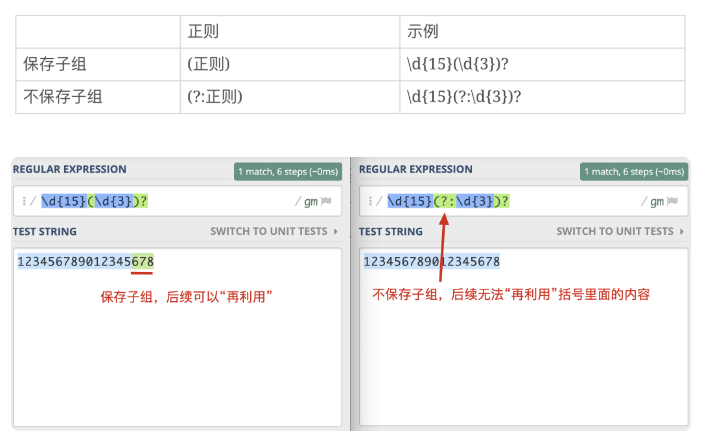 正则 示例
保存子组 (正则) \d{15}(\d{3})?
不保存子组 (?:正则) \d{15}(?:\d{3})?
REGULAR EXPRESSION 1 match, 6 steps (~0ms)
/ \d{15}(\d{3})? / gm
TEST STRING SWITCH TO UNIT TESTS
123456789012345678
保存子组，后续可以“再利用”
REGULAR EXPRESSION 1 match, 6 steps (~0ms)
/ \d{15}(?:\d{3})? / gm
TEST STRING SWITCH TO UNIT TESTS
123456789012345678
不保存子组，后续无法“再利用”括号里面的内容